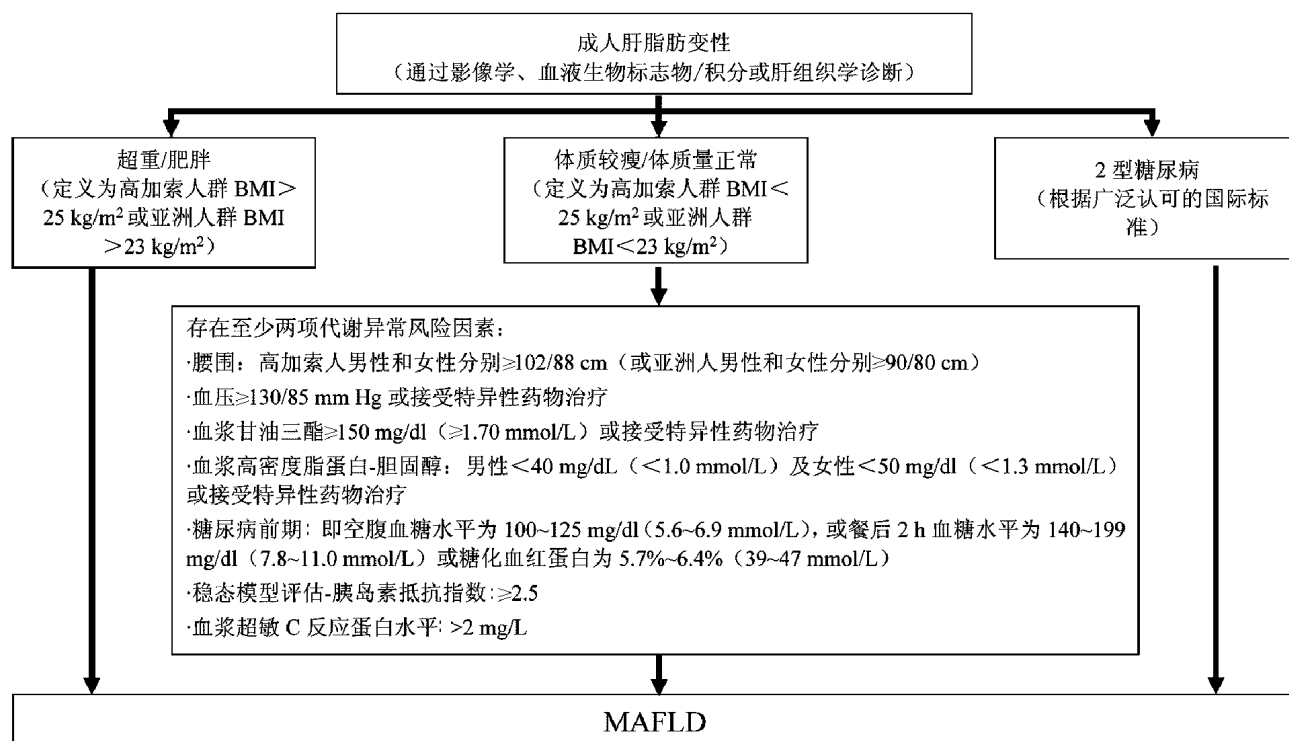 成人肝脂肪变性
（通过影像学、血液生物标志物/积分或肝组织学诊断）
超重/肥胖
（定义为高加索人群 BMI＞
25 kg/m²或亚洲人群 BMI
＞23 kg/m²）
体质较瘦/体质量正常
（定义为高加索人群 BMI＜
25 kg/m²或亚洲人群
BMI＜23 kg/m²）
2 型糖尿病
（根据广泛认可的国际标
准）
存在至少两项代谢异常风险因素：
·腰围：高加索人男性和女性分别≥102/88 cm（或亚洲人男性和女性分别≥90/80 cm）
·血压≥130/85 mm Hg 或接受特异性药物治疗
·血浆甘油三酯≥150 mg/dl（≥1.70 mmol/L）或接受特异性药物治疗
·血浆高密度脂蛋白-胆固醇：男性＜40 mg/dL（＜1.0 mmol/L）及女性＜50 mg/dl（＜1.3 mmol/L）
或接受特异性药物治疗
·糖尿病前期：即空腹血糖水平为 100~125 mg/dl（5.6~6.9 mmol/L），或餐后 2 h 血糖水平为 140~199
mg/dl（7.8~11.0 mmol/L）或糖化血红蛋白为 5.7%~6.4%（39~47 mmol/L）
·稳态模型评估-胰岛素抵抗指数：≥2.5
·血浆超敏 C 反应蛋白水平：>2 mg/L
MAFLD